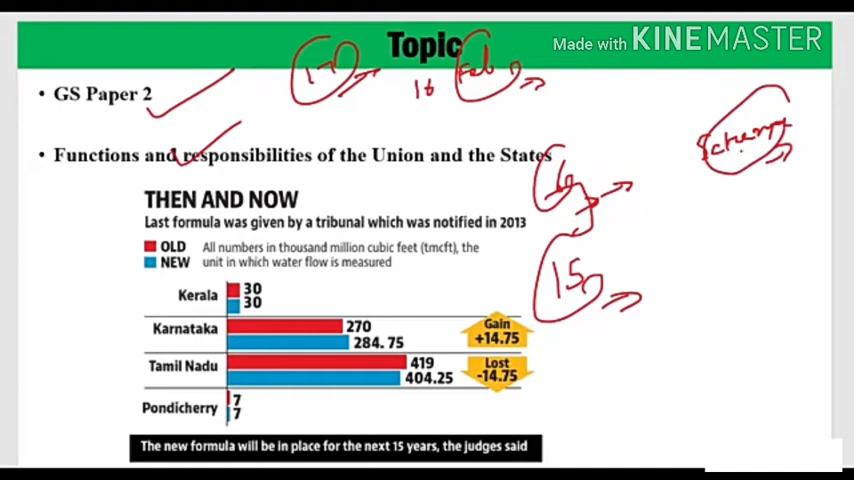 Topic
Made with KINEMASTER
• GS Paper 2
16 Feb
• Functions and responsibilities of the Union and the States
THEN AND NOW
Last formula was given by a tribunal which was notified in 2013
OLD All numbers in thousand million cubic feet (tmcft), the
NEW unit in which water flow is measured
Kerala 30
30
Karnataka 270
284.75
Gain
+14.75
Tamil Nadu 419
404.25
Lost
-14.75
Pondicherry 7
7
15
The new formula will be in place for the next 15 years, the judges said